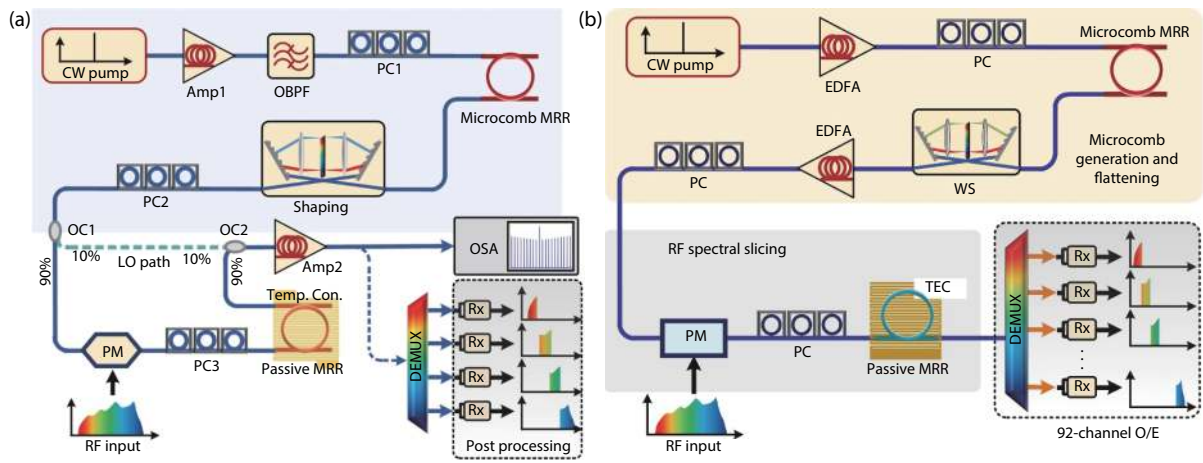 (a)
CW pump
Amp1
OBPF
PC1
Microcomb MRR
PC2
Shaping
OC1
10%
LO path
10%
OC2
90%
90%
Amp2
OSA
Temp. Con.
PM
PC3
Passive MRR
RF input
DEMUX
Rx
Rx
Rx
Rx
Post processing
(b)
CW pump
EDFA
PC
Microcomb MRR
PC
EDFA
WS
Microcomb
generation and
flattening
RF spectral slicing
PM
PC
TEC
Passive MRR
RF input
DEMUX
Rx
Rx
Rx
Rx
92-channel O/E